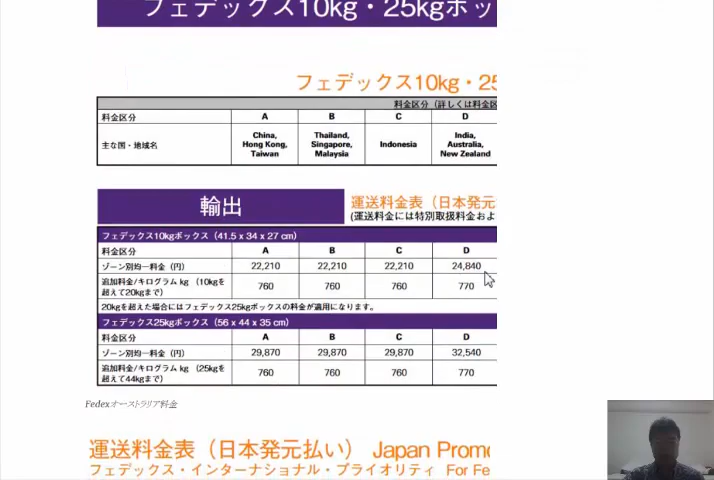 フェデックス10kg・25kgボッ
フェデックス10kg・25
料金区分（詳しくは料金区
料金区分 A B C D
主な国・地域名 China, Hong Kong, Taiwan Thailand, Singapore, Malaysia Indonesia India, Australia, New Zealand
輸出
運送料金表（日本発元
(運送料金には特別取扱料金およ
フェデックス10kgボックス（41.5 x 34 x 27 cm）
料金区分 A B C D
ゾーン別均一料金（円） 22,210 22,210 22,210 24,840
追加料金/キログラム kg （10kgを超えて20kgまで） 760 760 760 770
20kgを超えた場合にはフェデックス25kgボックスの料金が適用になります。
フェデックス25kgボックス（56 x 44 x 35 cm）
料金区分 A B C D
ゾーン別均一料金（円） 29,870 29,870 29,870 32,540
追加料金/キログラム kg （25kgを超えて44kgまで） 760 760 760 770
Fedexオーストラリア料金
運送料金表（日本発元払い） Japan Promo
フェデックス・インターナショナル・プライオリティ For Fe